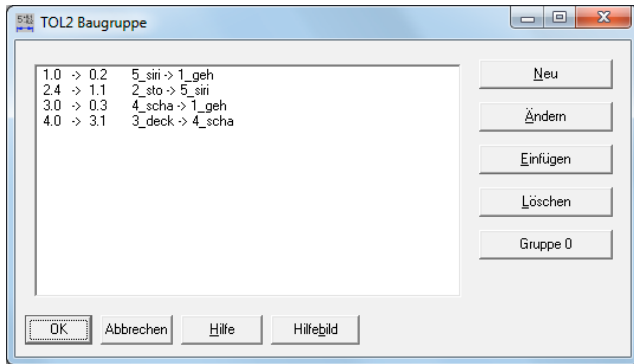 TOL2 Baugruppe
1.0 -> 0.2 5_siri -> 1_geh
2.4 -> 1.1 2_sto -> 5_siri
3.0 -> 0.3 4_scha -> 1_geh
4.0 -> 3.1 3_deck -> 4_scha
Neu
Ändern
Einfügen
Löschen
Gruppe 0
OK Abbrechen Hilfe Hilfebild